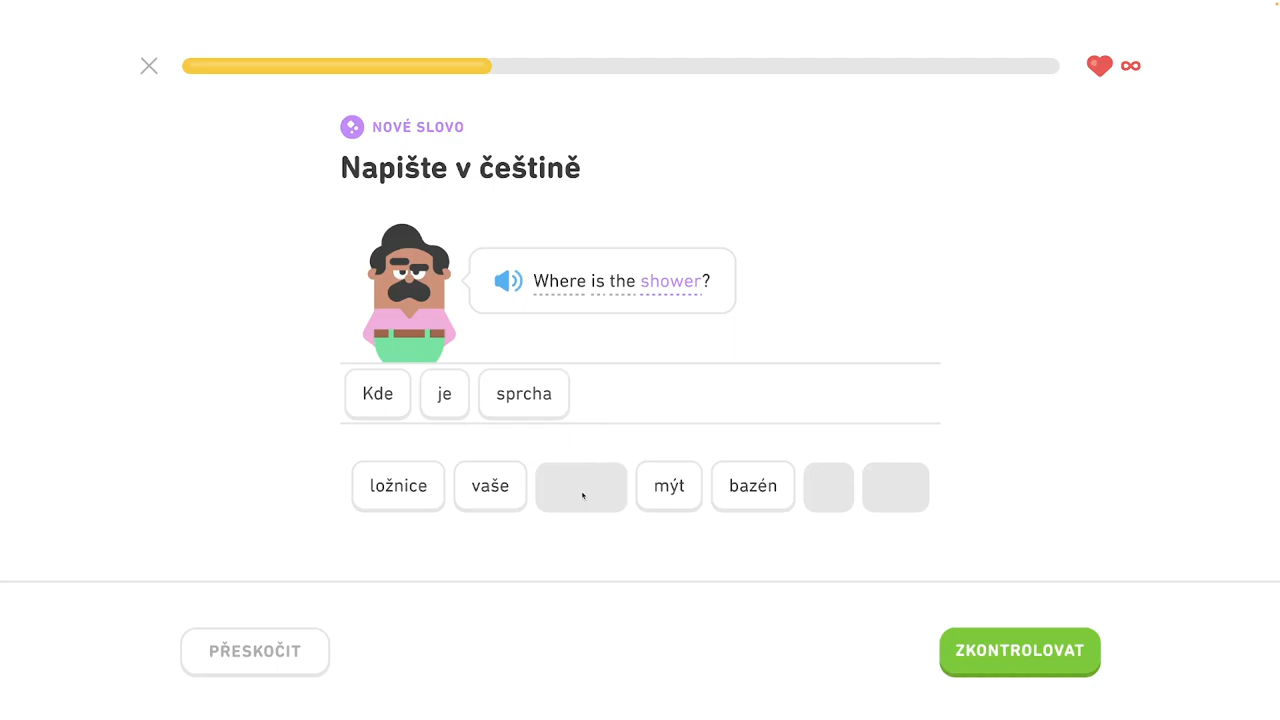 ∞
NOVÉ SLOVO
Napište v češtině
Where is the shower?
Kde je sprcha
ložnice vaše mýt bazén
PŘESKOČIT ZKONTROLOVAT